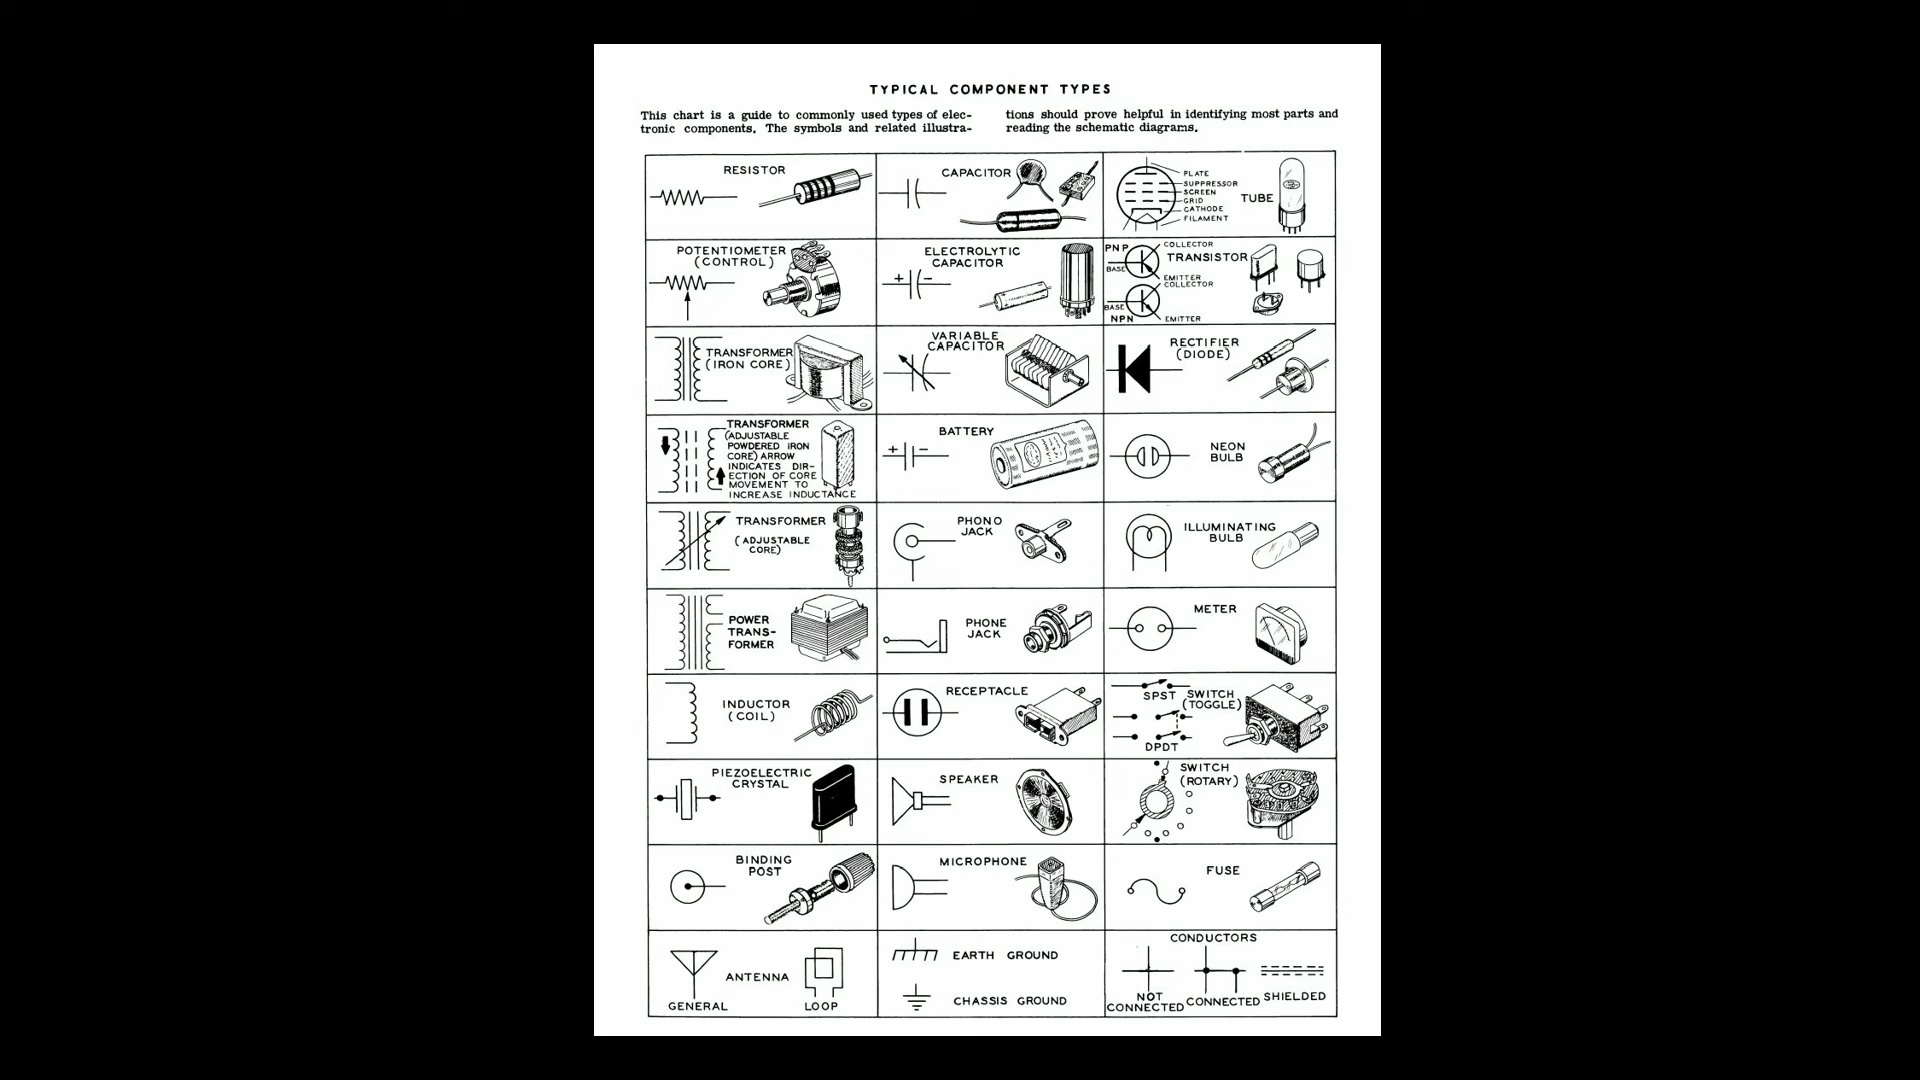 TYPICAL COMPONENT TYPES
This chart is a guide to commonly used types of elec-
tronic components. The symbols and related illustra-
tions should prove helpful in identifying most parts and
reading the schematic diagrams.
RESISTOR
CAPACITOR
PLATE
SUPPRESSOR
SCREEN
GRID
CATHODE
FILAMENT
TUBE
POTENTIOMETER
(CONTROL)
ELECTROLYTIC
CAPACITOR
+ -
PNP
COLLECTOR
TRANSISTOR
BASE
EMITTER
COLLECTOR
BASE
NPN
EMITTER
TRANSFORMER
(IRON CORE)
VARIABLE
CAPACITOR
RECTIFIER
(DIODE)
TRANSFORMER
(ADJUSTABLE
POWDERED IRON
CORE) ARROW
INDICATES DIR-
ECTION OF CORE
MOVEMENT TO
INCREASE INDUCTANCE
BATTERY
+ -
NEON
BULB
TRANSFORMER
(ADJUSTABLE
CORE)
PHONO
JACK
ILLUMINATING
BULB
POWER
TRANS-
FORMER
PHONE
JACK
METER
INDUCTOR
(COIL)
RECEPTACLE
SPST
SWITCH
(TOGGLE)
DPDT
PIEZOELECTRIC
CRYSTAL
SPEAKER
SWITCH
(ROTARY)
BINDING
POST
MICROPHONE
FUSE
ANTENNA
GENERAL
LOOP
EARTH GROUND
CHASSIS GROUND
CONDUCTORS
NOT
CONNECTED
CONNECTED
SHIELDED